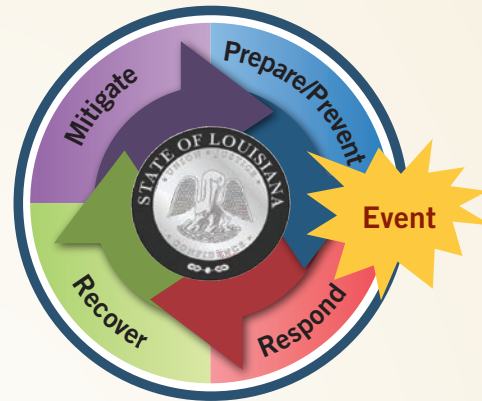 Mitigate
Prepare/Prevent
Event
Respond
Recover
STATE OF LOUISIANA
UNION JUSTICE
CONFIDENCE